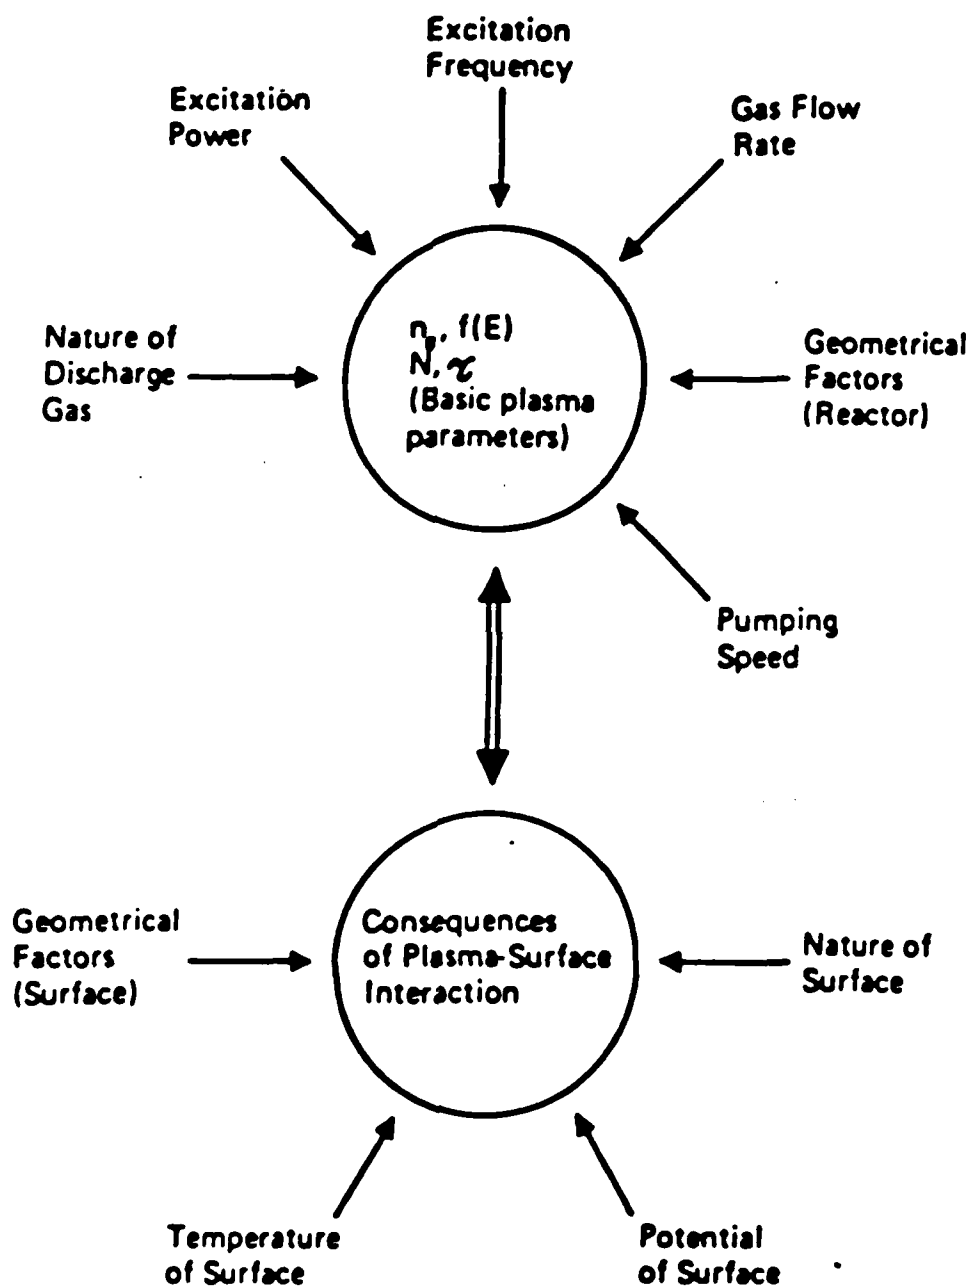 Excitation
Frequency
Excitation
Power
Gas Flow
Rate
Nature of
Discharge
Gas
n, f(E)
N, τ
(Basic plasma
parameters)
Geometrical
Factors
(Reactor)
Pumping
Speed
Geometrical
Factors
(Surface)
Consequences
of Plasma-Surface
Interaction
Nature of
Surface
Temperature
of Surface
Potential
of Surface